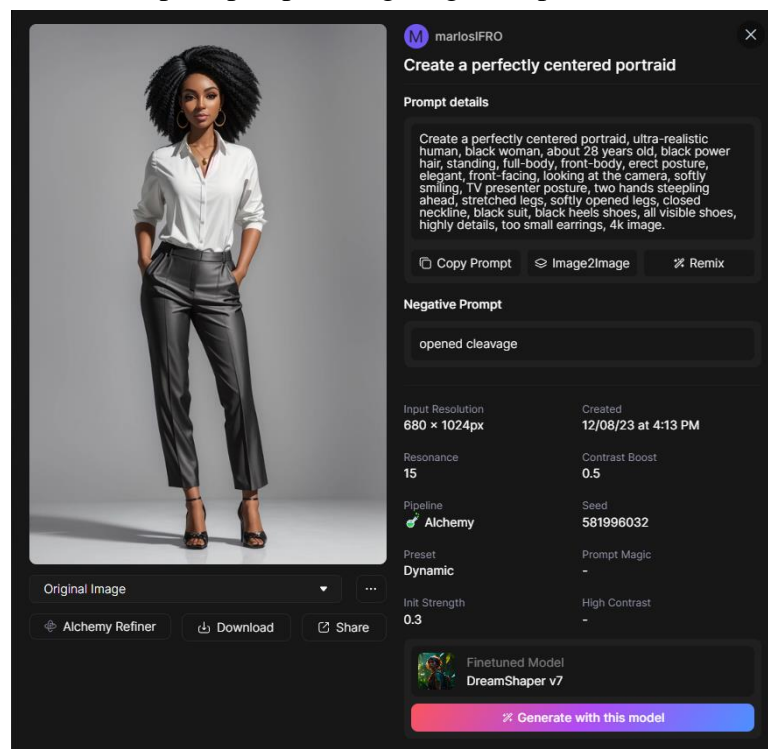 M marlosIFRO
Create a perfectly centered portraid
Prompt details
Create a perfectly centered portraid, ultra-realistic
human, black woman, about 28 years old, black power
hair, standing, full-body, front-body, erect posture,
elegant, front-facing, looking at the camera, softly
smiling, TV presenter posture, two hands steepling
ahead, stretched legs, softly opened legs, closed
neckline, black suit, black heels shoes, all visible shoes,
highly details, too small earrings, 4k image.
Copy Prompt Image2Image Remix
Negative Prompt
opened cleavage
Input Resolution Created
680 × 1024px 12/08/23 at 4:13 PM
Resonance Contrast Boost
15 0.5
Pipeline Seed
Alchemy 581996032
Preset Prompt Magic
Dynamic -
Init Strength High Contrast
0.3 -
Finetuned Model
DreamShaper v7
Generate with this model
Original Image
Alchemy Refiner Download Share